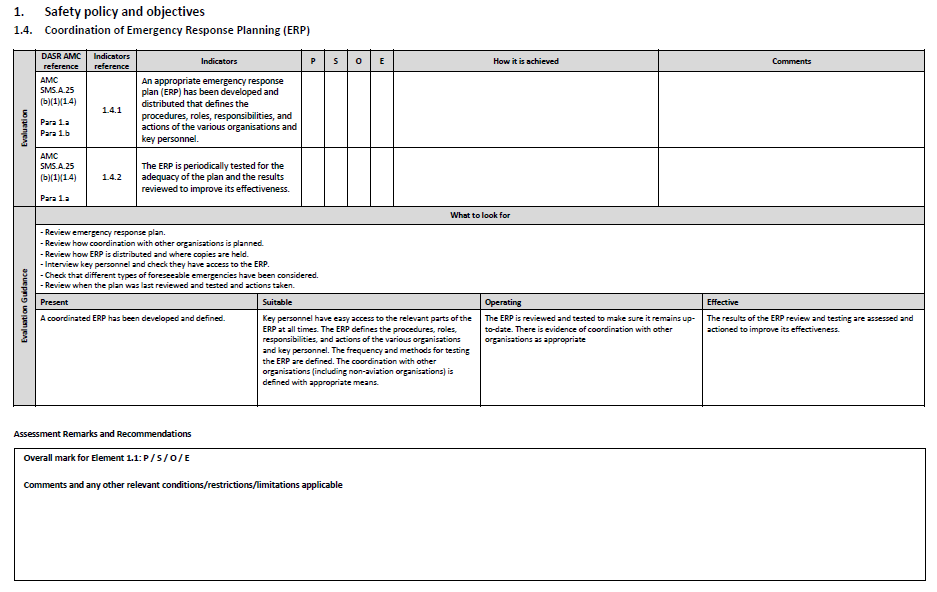 1. Safety policy and objectives
1.4. Coordination of Emergency Response Planning (ERP)
Evaluation
DASR AMC
reference
Indicators
reference
Indicators
P
S
O
E
How it is achieved
Comments
AMC
SMS.A.25
(b)(1)(1.4)
Para 1.a
Para 1.b
1.4.1
An appropriate emergency response
plan (ERP) has been developed and
distributed that defines the
procedures, roles, responsibilities, and
actions of the various organisations and
key personnel.
AMC
SMS.A.25
(b)(1)(1.4)
Para 1.a
1.4.2
The ERP is periodically tested for the
adequacy of the plan and the results
reviewed to improve its effectiveness.
Evaluation Guidance
What to look for
- Review emergency response plan.
- Review how coordination with other organisations is planned.
- Review how ERP is distributed and where copies are held.
- Interview key personnel and check they have access to the ERP.
- Check that different types of foreseeable emergencies have been considered.
- Review when the plan was last reviewed and tested and actions taken.
Present
Suitable
Operating
Effective
A coordinated ERP has been developed and defined.
Key personnel have easy access to the relevant parts of the
ERP at all times. The ERP defines the procedures, roles,
responsibilities, and actions of the various organisations
and key personnel. The frequency and methods for testing
the ERP are defined. The coordination with other
organisations (including non-aviation organisations) is
defined with appropriate means.
The ERP is reviewed and tested to make sure it remains up-
to-date. There is evidence of coordination with other
organisations as appropriate
The results of the ERP review and testing are assessed and
actioned to improve its effectiveness.
Assessment Remarks and Recommendations
Overall mark for Element 1.1: P / S / O / E
Comments and any other relevant conditions/restrictions/limitations applicable